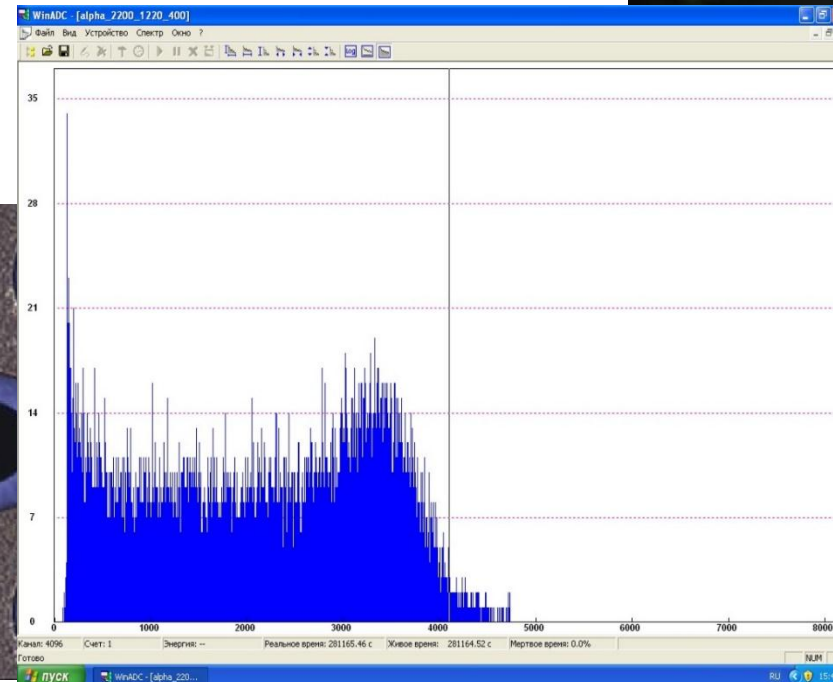 WinADC - [alpha_2200_1220_400]
Файл Вид Устройство Спектр Окно ?
log
35
28
21
14
7
0
0 1000 2000 3000 4000 5000 6000 7000 8000
Канал: 4096 Счет: 1 Энергия: -- Реальное время: 281165.46 с Живое время: 281164.52 с Мертвое время: 0.0%
Готово NUM
пуск WinADC - [alpha_220... RU